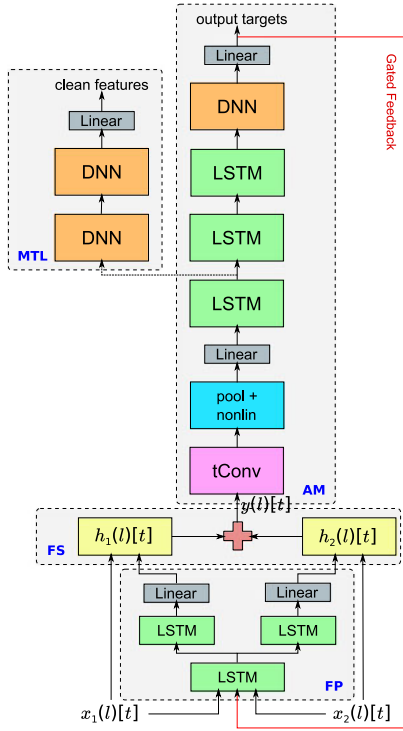 output targets
Linear
Gated Feedback
DNN
clean features
Linear
DNN
LSTM
DNN
LSTM
MTL
LSTM
Linear
pool +
nonlin
tConv
AM
y(l)[t]
h₁(l)[t]
h₂(l)[t]
FS
Linear
Linear
LSTM
LSTM
LSTM
FP
x₁(l)[t]
x₂(l)[t]